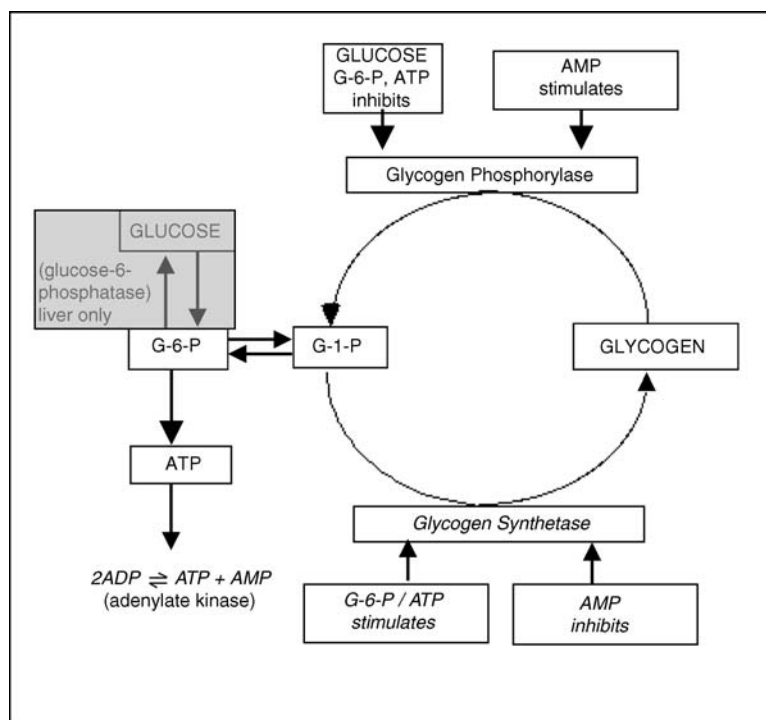 GLUCOSE
G-6-P, ATP
inhibits
AMP
stimulates
Glycogen Phosphorylase
GLUCOSE
(glucose-6-
phosphatase)
liver only
G-6-P
G-1-P
GLYCOGEN
ATP
Glycogen Synthetase
2ADP ⇌ ATP + AMP
(adenylate kinase)
G-6-P / ATP
stimulates
AMP
inhibits